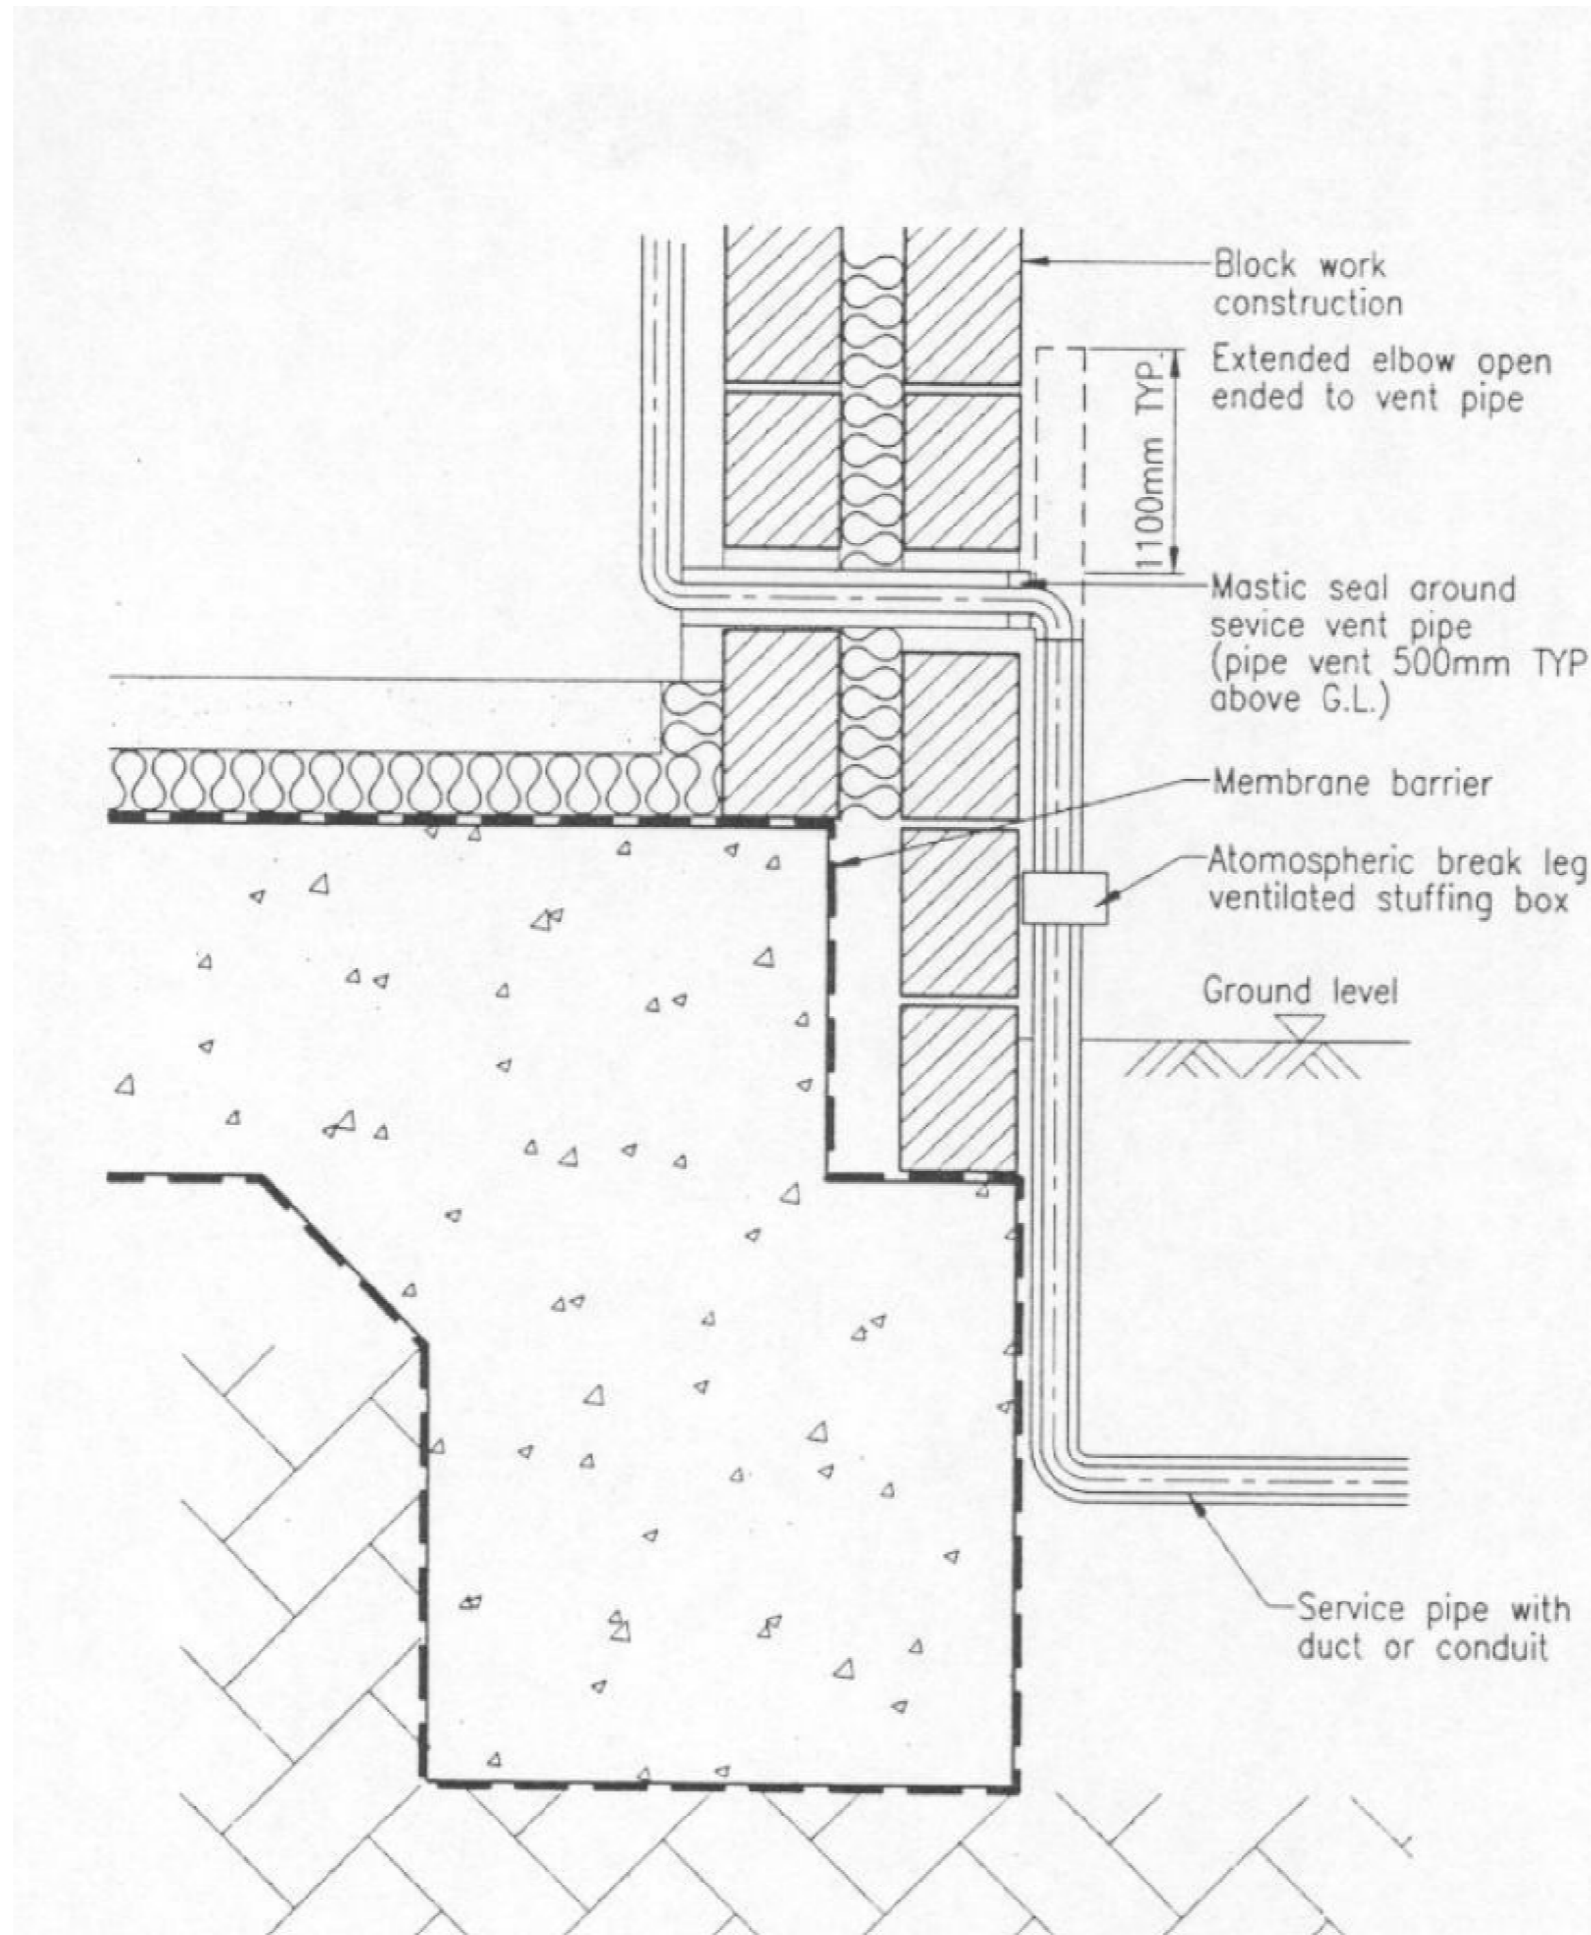 Block work
construction
Extended elbow open
ended to vent pipe
1100mm TYP.
Mastic seal around
sevice vent pipe
(pipe vent 500mm TYP
above G.L.)
Membrane barrier
Atomospheric break leg
ventilated stuffing box
Ground level
Service pipe with
duct or conduit